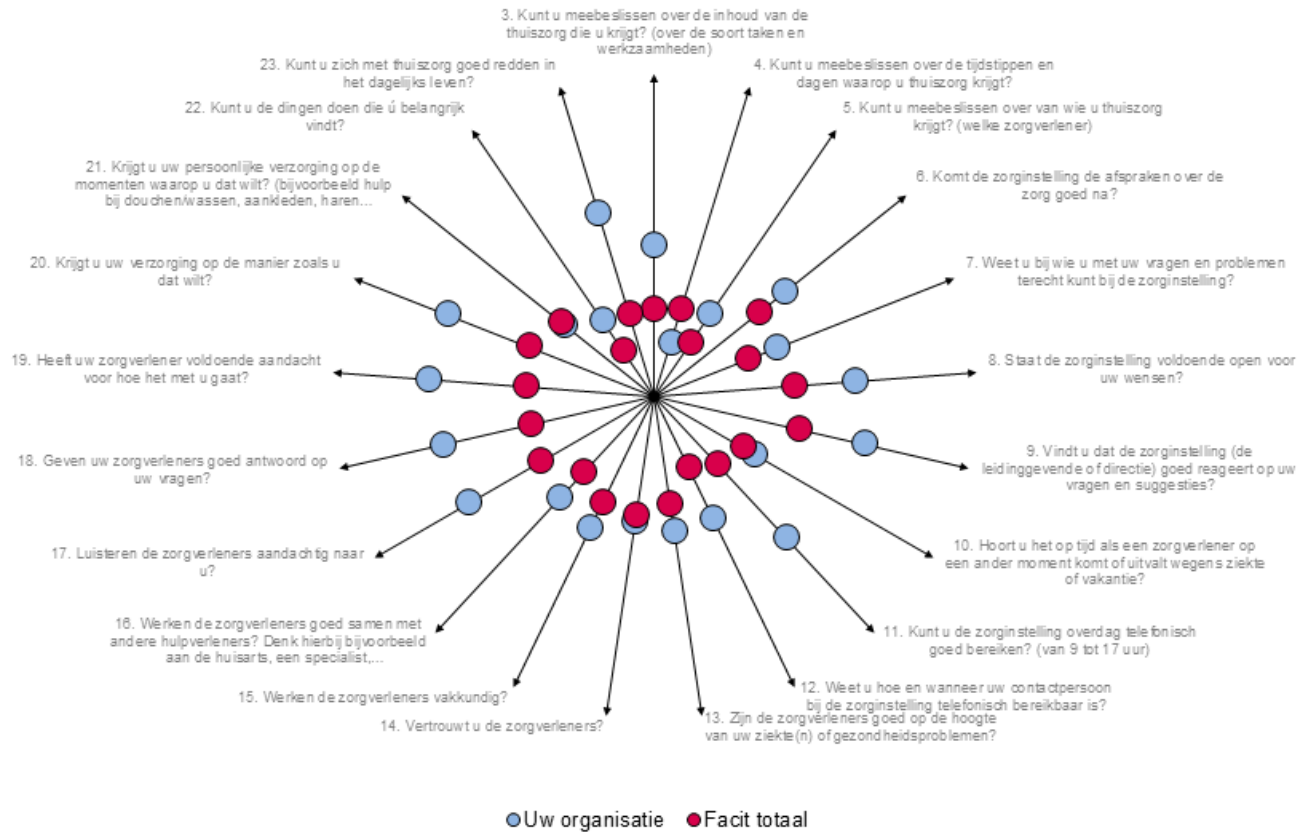 3. Kunt u meebeslissen over de inhoud van de
thuiszorg die u krijgt? (over de soort taken en
werkzaamheden)
4. Kunt u meebeslissen over de tijdstippen en
dagen waarop u thuiszorg krijgt?
5. Kunt u meebeslissen over van wie u thuiszorg
krijgt? (welke zorgverlener)
6. Komt de zorginstelling de afspraken over de
zorg goed na?
7. Weet u bij wie u met uw vragen en problemen
terecht kunt bij de zorginstelling?
8. Staat de zorginstelling voldoende open voor
uw wensen?
9. Vindt u dat de zorginstelling (de
leidinggevende of directie) goed reageert op uw
vragen en suggesties?
10. Hoort u het op tijd als een zorgverlener op
een ander moment komt of uitvalt wegens ziekte
of vakantie?
11. Kunt u de zorginstelling overdag telefonisch
goed bereiken? (van 9 tot 17 uur)
12. Weet u hoe en wanneer uw contactpersoon
bij de zorginstelling telefonisch bereikbaar is?
13. Zijn de zorgverleners goed op de hoogte
van uw ziekte(n) of gezondheidsproblemen?
14. Vertrouwt u de zorgverleners?
15. Werken de zorgverleners vakkundig?
16. Werken de zorgverleners goed samen met
andere hulpverleners? Denk hierbij bijvoorbeeld
aan de huisarts, een specialist,...
17. Luisteren de zorgverleners aandachtig naar
u?
18. Geven uw zorgverleners goed antwoord op
uw vragen?
19. Heeft uw zorgverlener voldoende aandacht
voor hoe het met u gaat?
20. Krijgt u uw verzorging op de manier zoals u
dat wilt?
21. Krijgt u uw persoonlijke verzorging op de
momenten waarop u dat wilt? (bijvoorbeeld hulp
bij douchen/wassen, aankleden, haren...
22. Kunt u de dingen doen die ú belangrijk
vindt?
23. Kunt u zich met thuiszorg goed redden in
het dagelijks leven?
Uw organisatie
Facit totaal